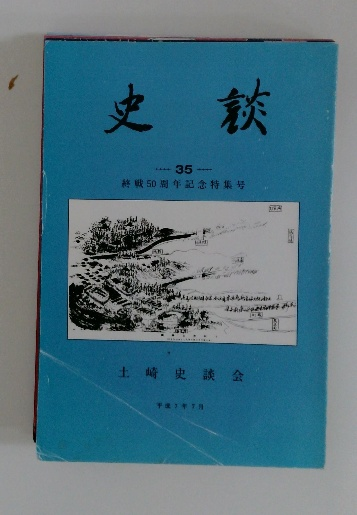 史談
— 35 —
終戦50周年記念特集号
土崎史談会
平成7年7月